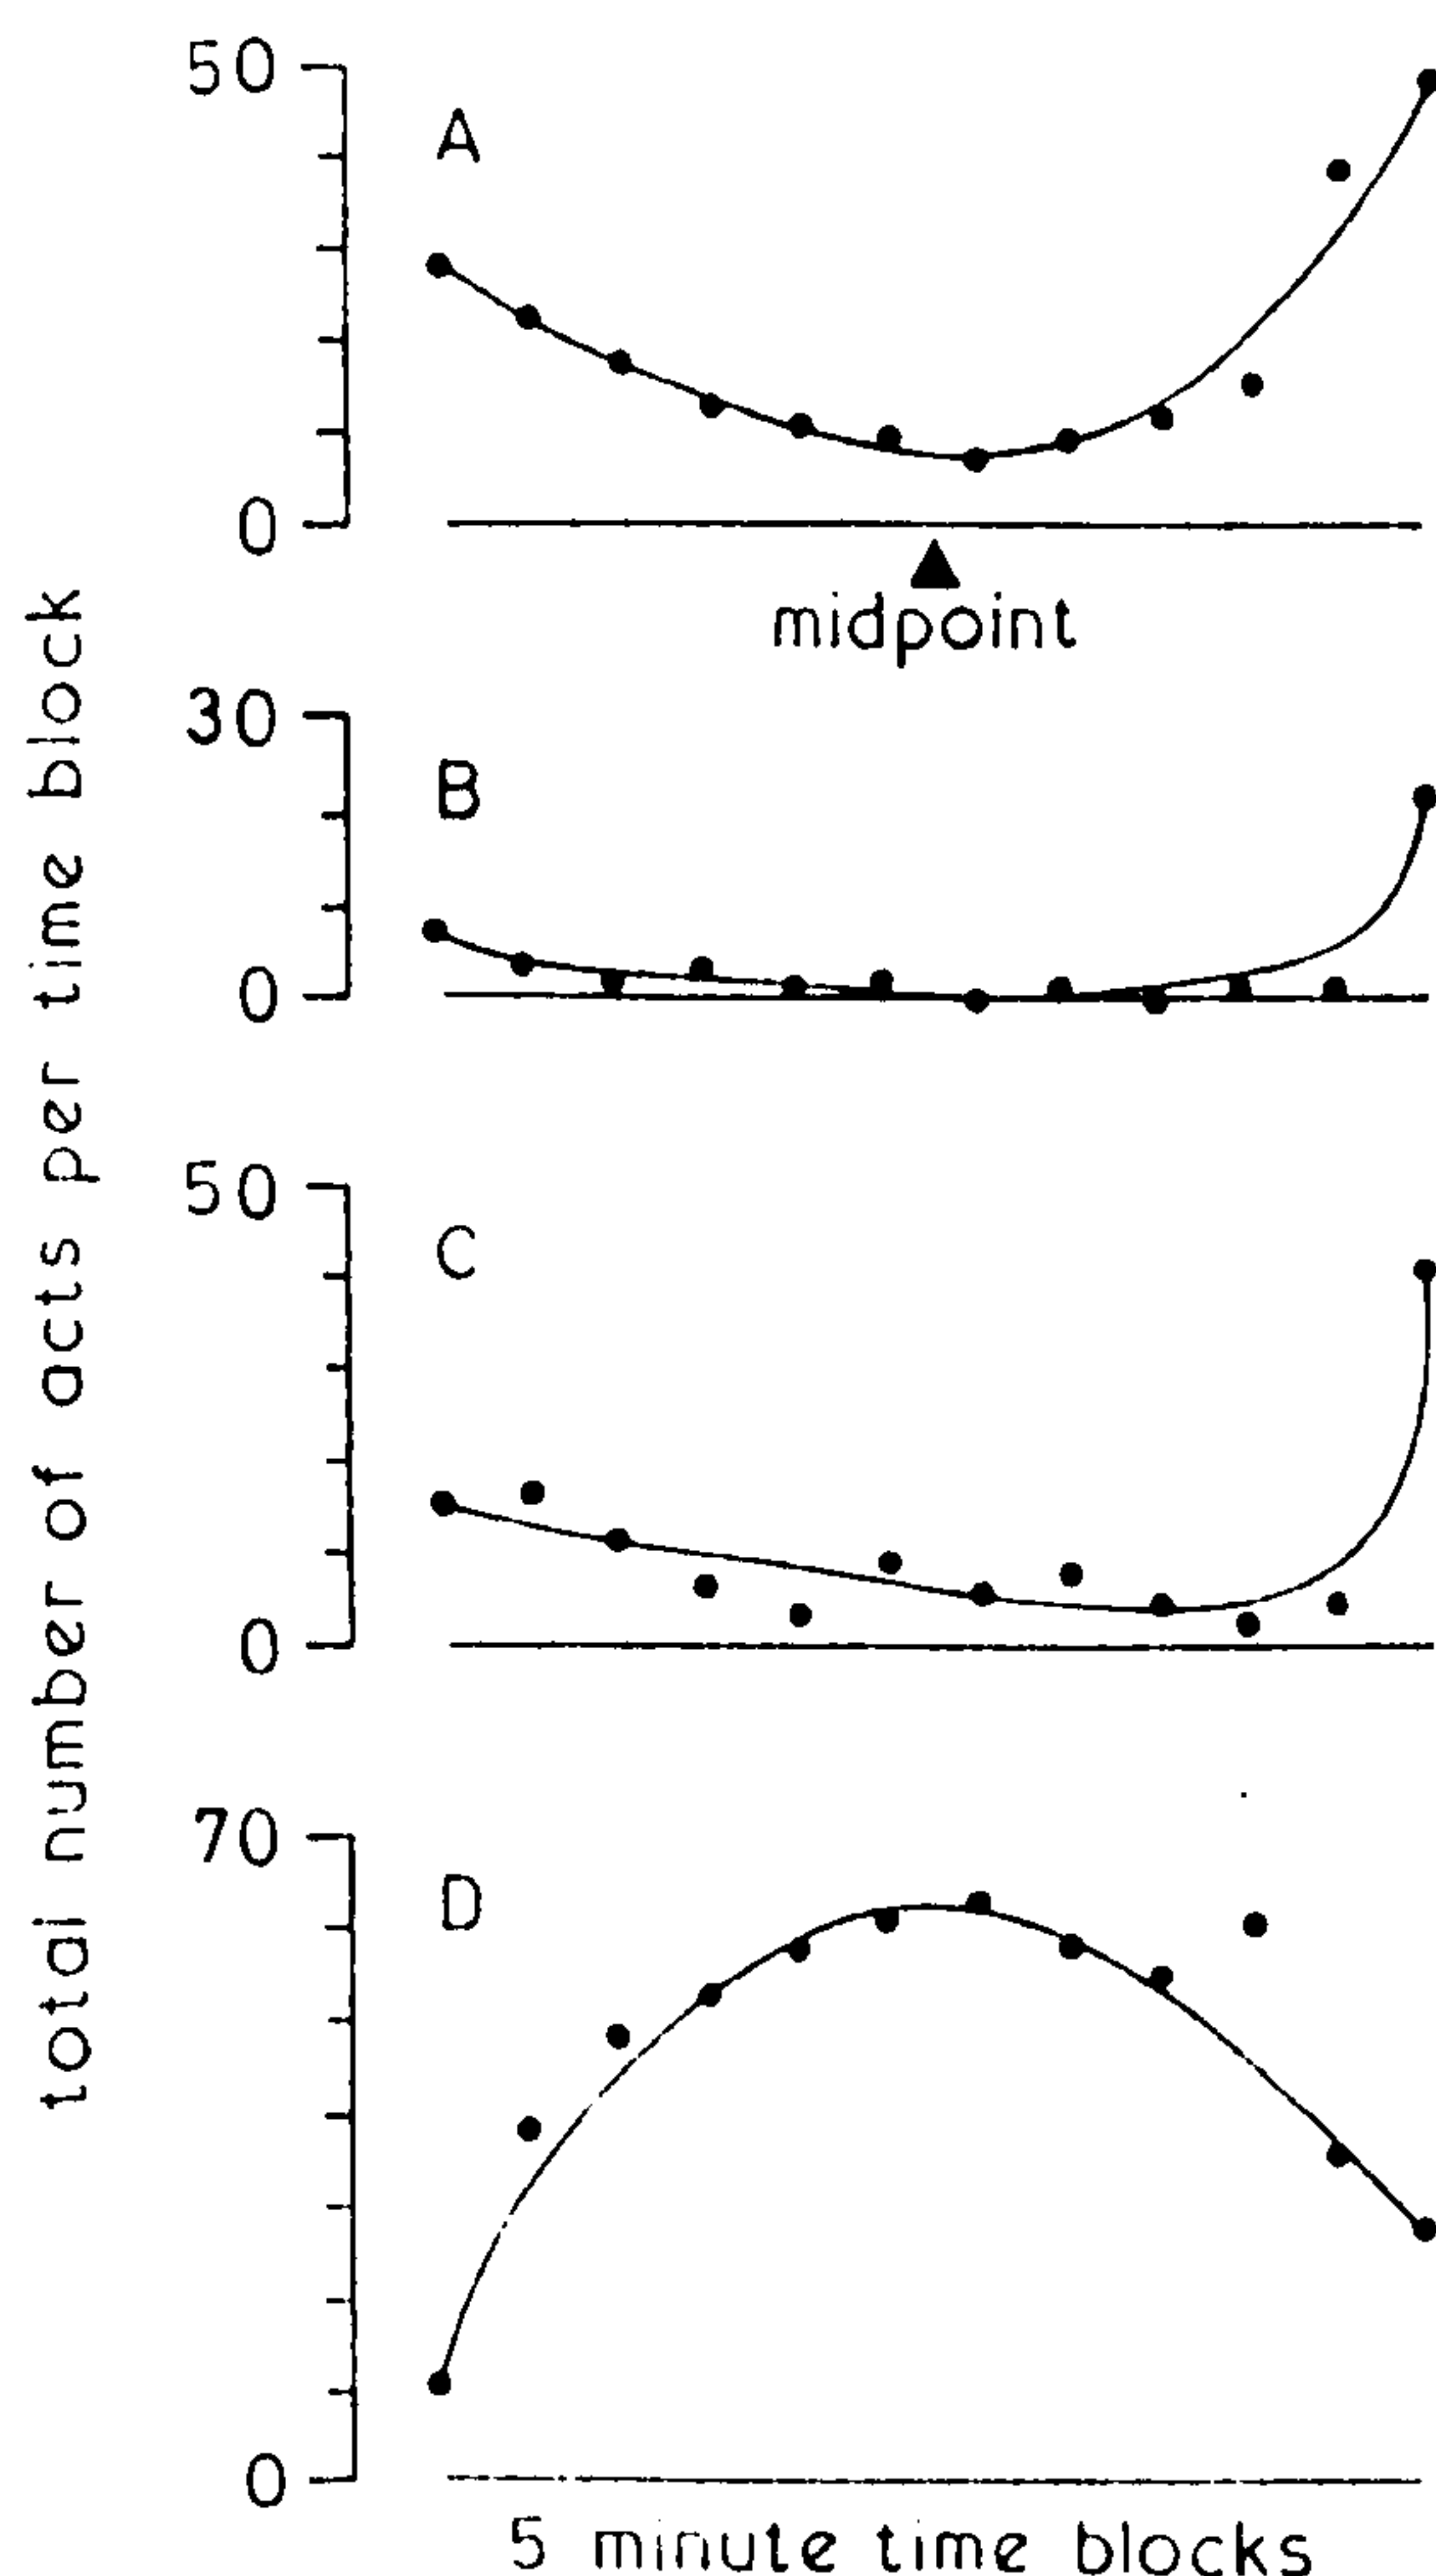 total number of acts per time block
50
A
0
midpoint
30
B
0
50
C
0
70
D
0
5 minute time blocks